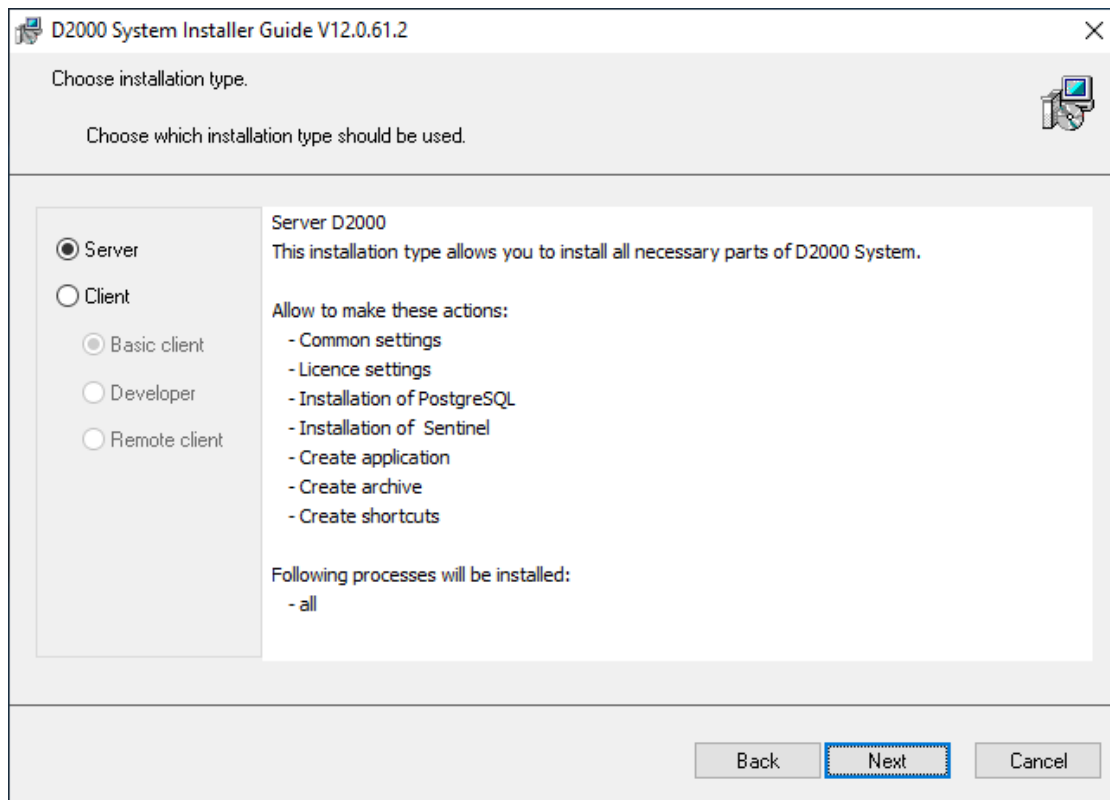 D2000 System Installer Guide V12.0.61.2
Choose installation type.
Choose which installation type should be used.
Server
Client
Basic client
Developer
Remote client
Server D2000
This installation type allows you to install all necessary parts of D2000 System.
Allow to make these actions:
- Common settings
- Licence settings
- Installation of PostgreSQL
- Installation of  Sentinel
- Create application
- Create archive
- Create shortcuts
Following processes will be installed:
- all
Back
Next
Cancel